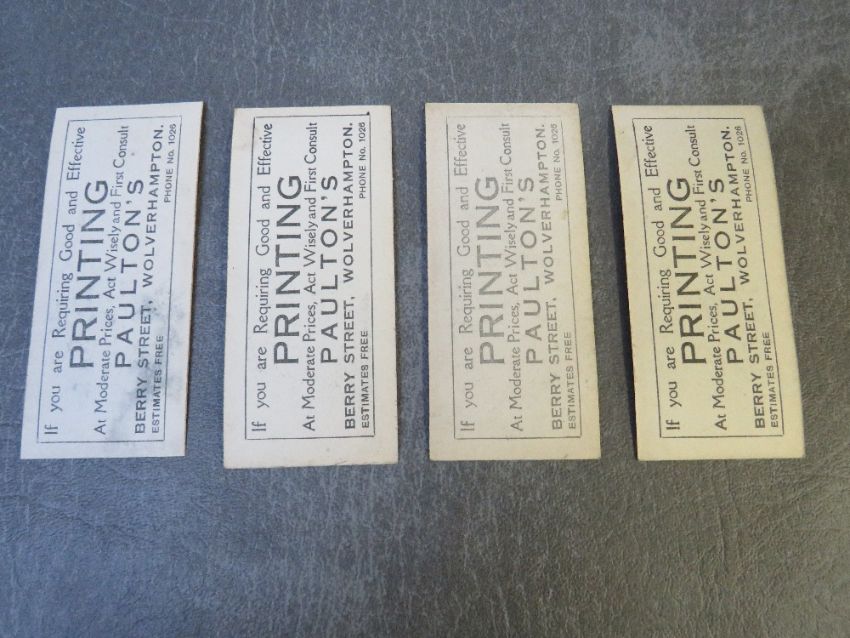 If you are Requiring Good and Effective
PRINTING
At Moderate Prices, Act Wisely and First Consult
PAULTON'S
BERRY STREET, WOLVERHAMPTON.
ESTIMATES FREE PHONE No. 1026
If you are Requiring Good and Effective
PRINTING
At Moderate Prices, Act Wisely and First Consult
PAULTON'S
BERRY STREET, WOLVERHAMPTON.
ESTIMATES FREE PHONE No. 1026
If you are Requiring Good and Effective
PRINTING
At Moderate Prices, Act Wisely and First Consult
PAULTON'S
BERRY STREET, WOLVERHAMPTON.
ESTIMATES FREE PHONE No. 1026
If you are Requiring Good and Effective
PRINTING
At Moderate Prices, Act Wisely and First Consult
PAULTON'S
BERRY STREET, WOLVERHAMPTON.
ESTIMATES FREE PHONE No. 1026